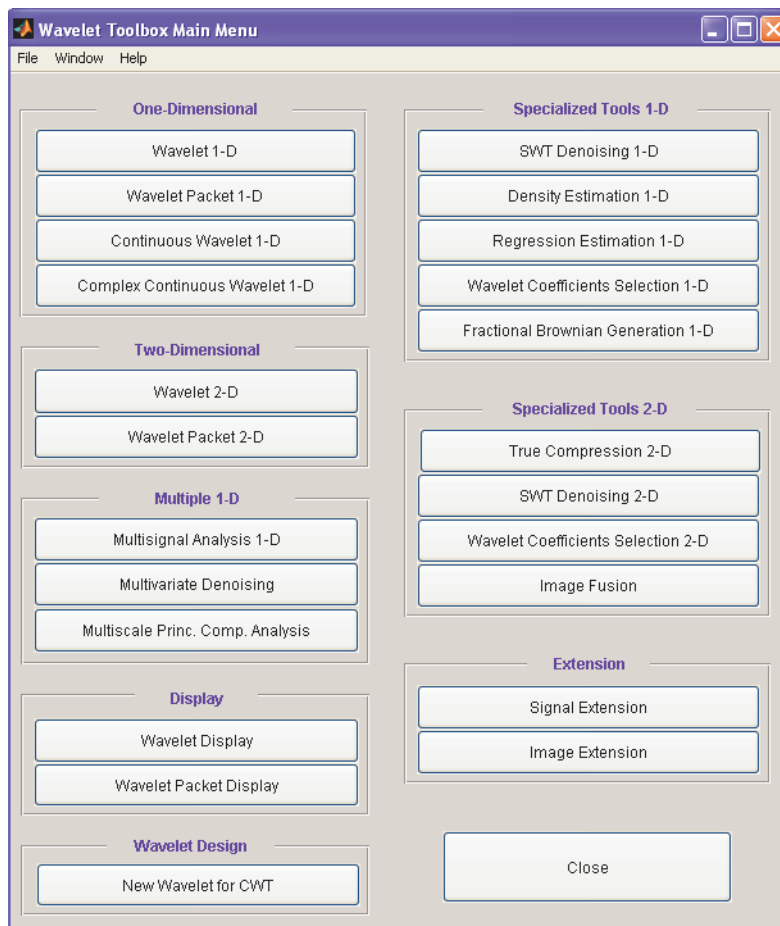 Wavelet Toolbox Main Menu
File Window Help
One-Dimensional
Wavelet 1-D
Wavelet Packet 1-D
Continuous Wavelet 1-D
Complex Continuous Wavelet 1-D
Two-Dimensional
Wavelet 2-D
Wavelet Packet 2-D
Multiple 1-D
Multisignal Analysis 1-D
Multivariate Denoising
Multiscale Princ. Comp. Analysis
Display
Wavelet Display
Wavelet Packet Display
Wavelet Design
New Wavelet for CWT
Specialized Tools 1-D
SWT Denoising 1-D
Density Estimation 1-D
Regression Estimation 1-D
Wavelet Coefficients Selection 1-D
Fractional Brownian Generation 1-D
Specialized Tools 2-D
True Compression 2-D
SWT Denoising 2-D
Wavelet Coefficients Selection 2-D
Image Fusion
Extension
Signal Extension
Image Extension
Close